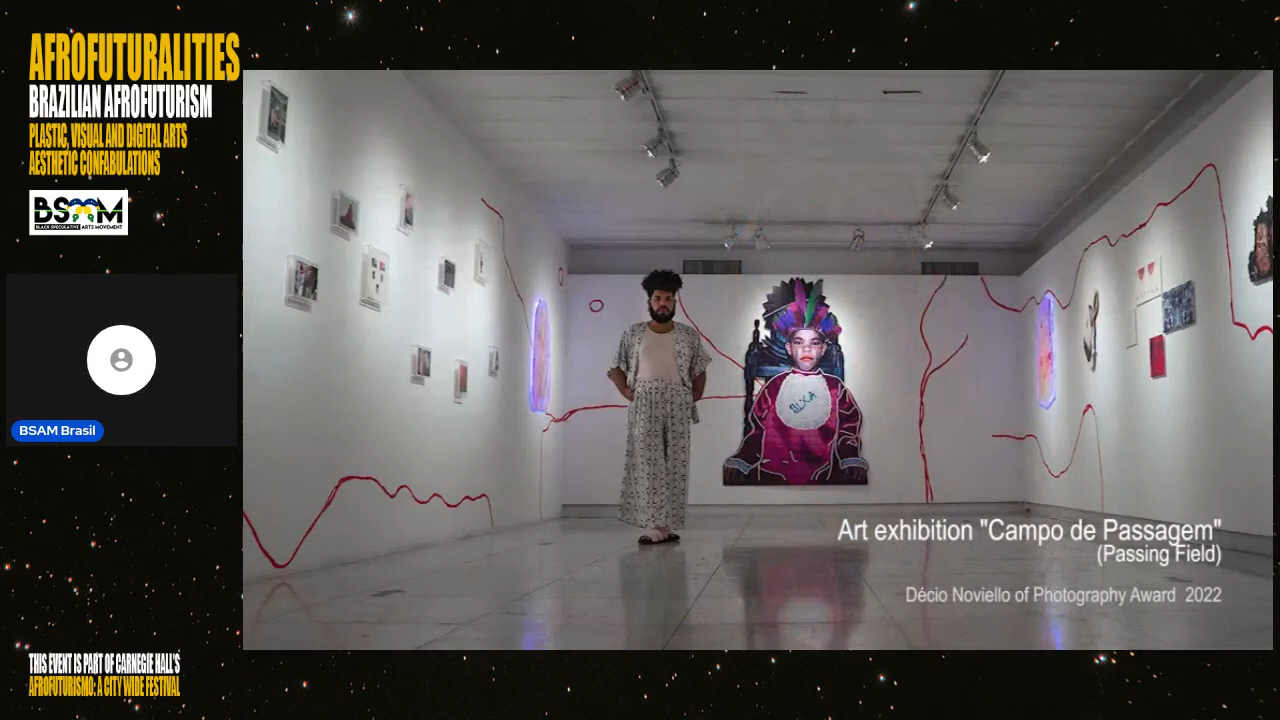 AFROFUTURALITIES
BRAZILIAN AFROFUTURISM
PLASTIC, VISUAL AND DIGITAL ARTS
AESTHETIC CONFABULATIONS
BSAM
BLACK SPECULATIVE ARTS MOVEMENT
BSAM Brasil
Art exhibition "Campo de Passagem"
(Passing Field)
Décio Noviello of Photography Award 2022
THIS EVENT IS PART OF CARNEGIE HALL'S
AFROFUTURISMO: A CITY WIDE FESTIVAL